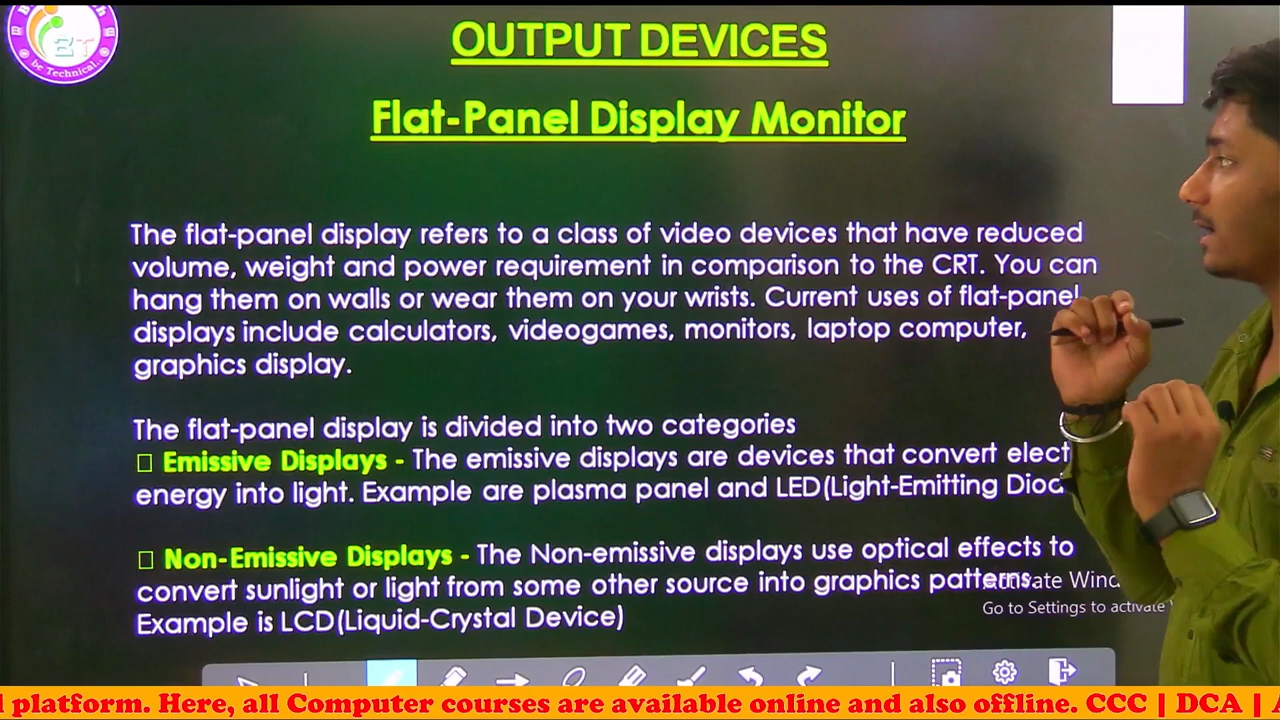 OUTPUT DEVICES
Flat-Panel Display Monitor
The flat-panel display refers to a class of video devices that have reduced
volume, weight and power requirement in comparison to the CRT. You can
hang them on walls or wear them on your wrists. Current uses of flat-panel
displays include calculators, videogames, monitors, laptop computer,
graphics display.
The flat-panel display is divided into two categories
Emissive Displays - The emissive displays are devices that convert elect
energy into light. Example are plasma panel and LED(Light-Emitting Diod
Non-Emissive Displays - The Non-emissive displays use optical effects to
convert sunlight or light from some other source into graphics patterns.
Example is LCD(Liquid-Crystal Device)
Go to Settings to activate
BT
be Technical..
l platform. Here, all Computer courses are available online and also offline. CCC | DCA | A